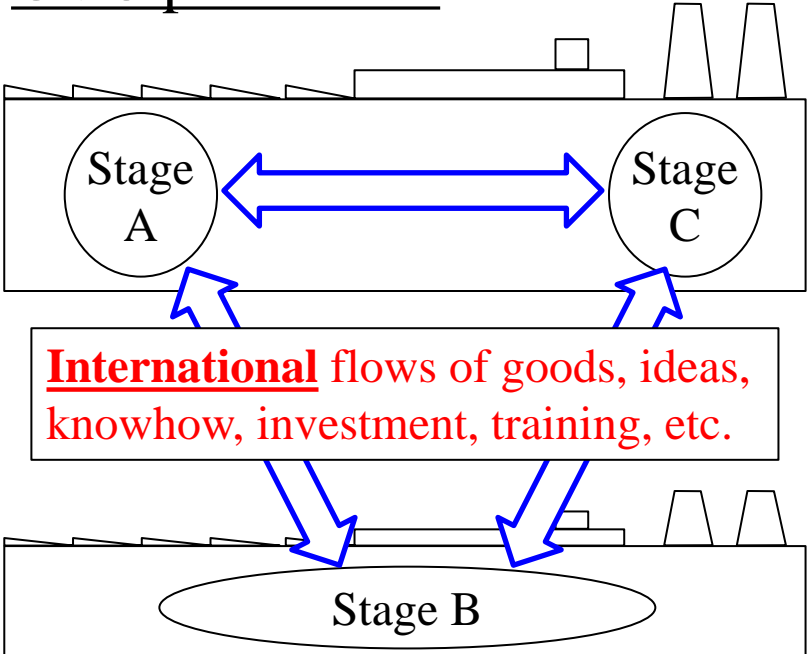 Stage
A
Stage
C
International flows of goods, ideas,
knowhow, investment, training, etc.
Stage B